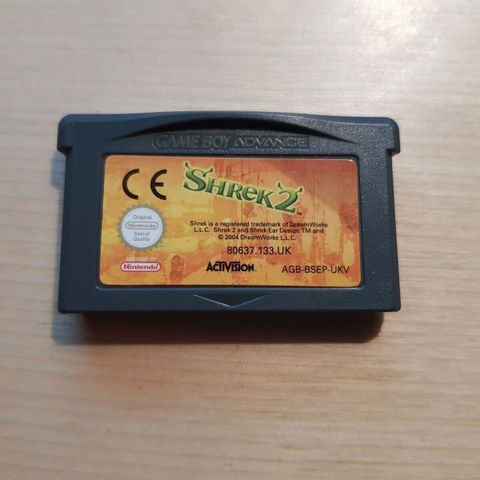 GAME BOY ADVANCE
CE
SHREK 2™
Original
Nintendo
Seal of
Quality
Shrek is a registered trademark of DreamWorks
L.L.C. Shrek 2 and Shrek Ear Design TM and
© 2004 DreamWorks L.L.C.
80637.133.UK
LICENSED BY
Nintendo
ACTIVISION
AGB-BSEP-UKV